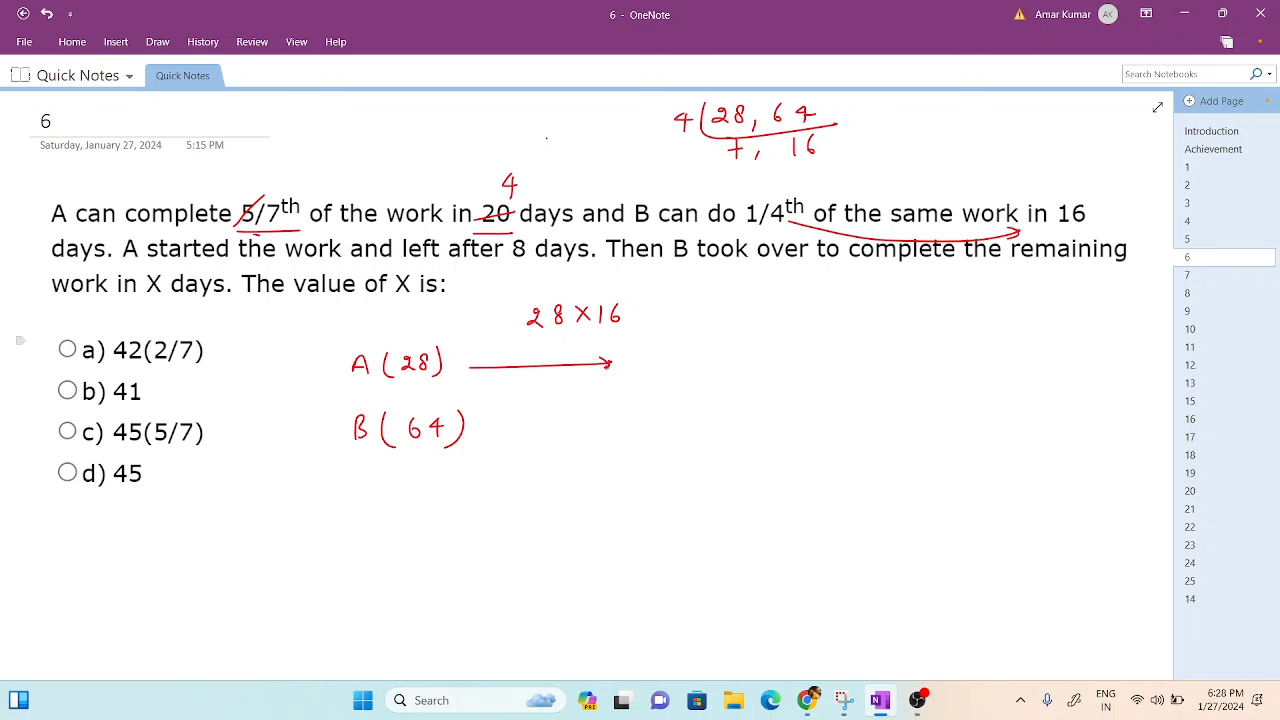 6 - OneNote
Amar Kumar AK
File Home Insert Draw History Review View Help
Quick Notes Quick Notes
Search Notebooks
6
Saturday, January 27, 2024 5:15 PM
4 28, 64
7, 16
4
A can complete 5/7th of the work in 20 days and B can do 1/4th of the same work in 16
days. A started the work and left after 8 days. Then B took over to complete the remaining
work in X days. The value of X is:
28 × 16
a) 42(2/7)
A (28)
b) 41
c) 45(5/7)
B (64)
d) 45
Add Page
Introduction
Achievement
1
2
3
4
5
6
7
8
9
10
11
12
13
15
16
17
18
19
20
21
22
23
24
25
14
Search
PRE
ENG
IN
6:28 PM
1/27/2024